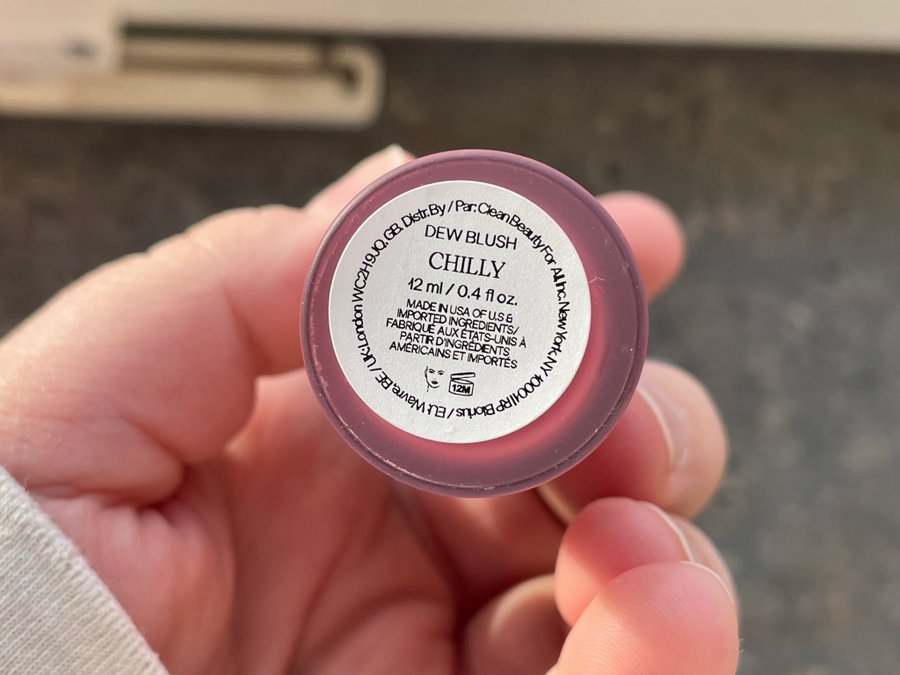 DEW BLUSH
CHILLY
12 ml / 0.4 fl oz.
MADE IN USA OF U.S &
IMPORTED INGREDIENTS/
FABRIQUÉ AUX ÉTATS-UNIS À
PARTIR D'INGRÉDIENTS
AMÉRICAINS ET IMPORTÉS
12M
Distr. By / Par: Clean Beauty For All Inc. New York, NY 10004 | RP Biorius / EU: Wavre, BE / UK: London WC2H 9JQ, GB.